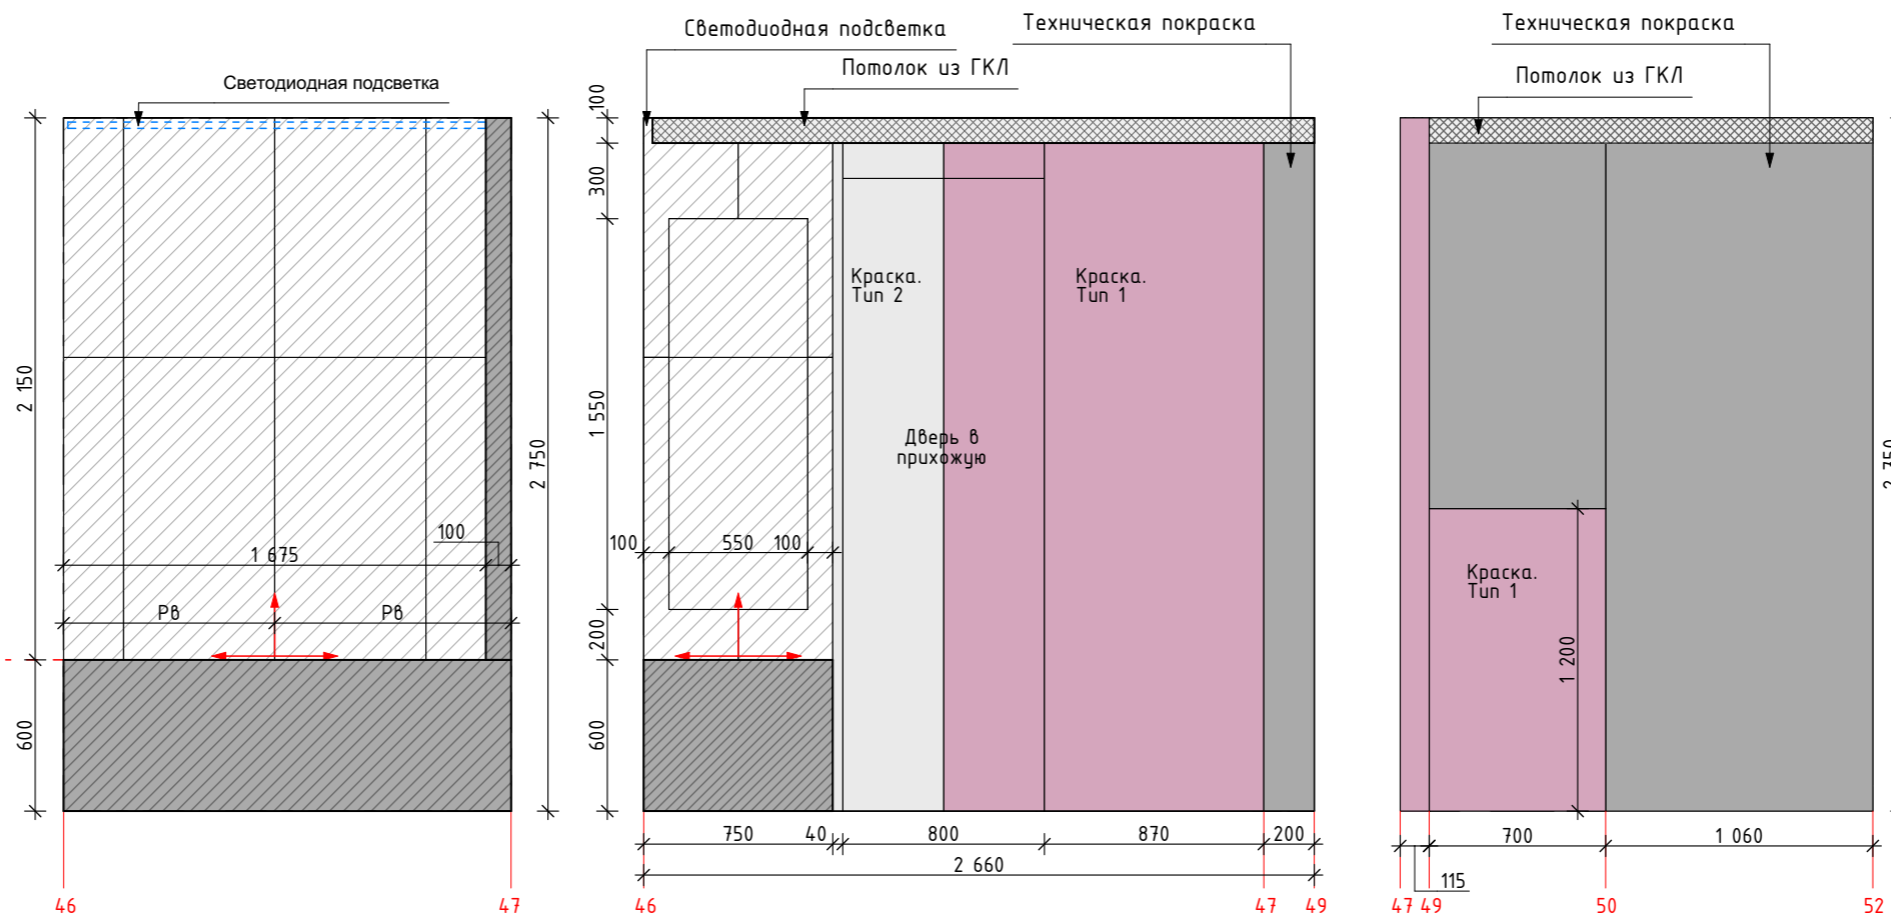 Светодиодная подсветка
Техническая покраска
Техническая покраска
Светодиодная подсветка
Потолок из ГКЛ
Потолок из ГКЛ
2 150
600
1 675
100
Рв
Рв
2 750
46
47
100
300
1 550
200
600
100
550
100
Краска.
Тип 2
Краска.
Тип 1
Дверь в
прихожую
750
40
800
870
200
2 660
46
47
49
Краска.
Тип 1
1 200
700
1 060
115
2 750
47
49
50
52